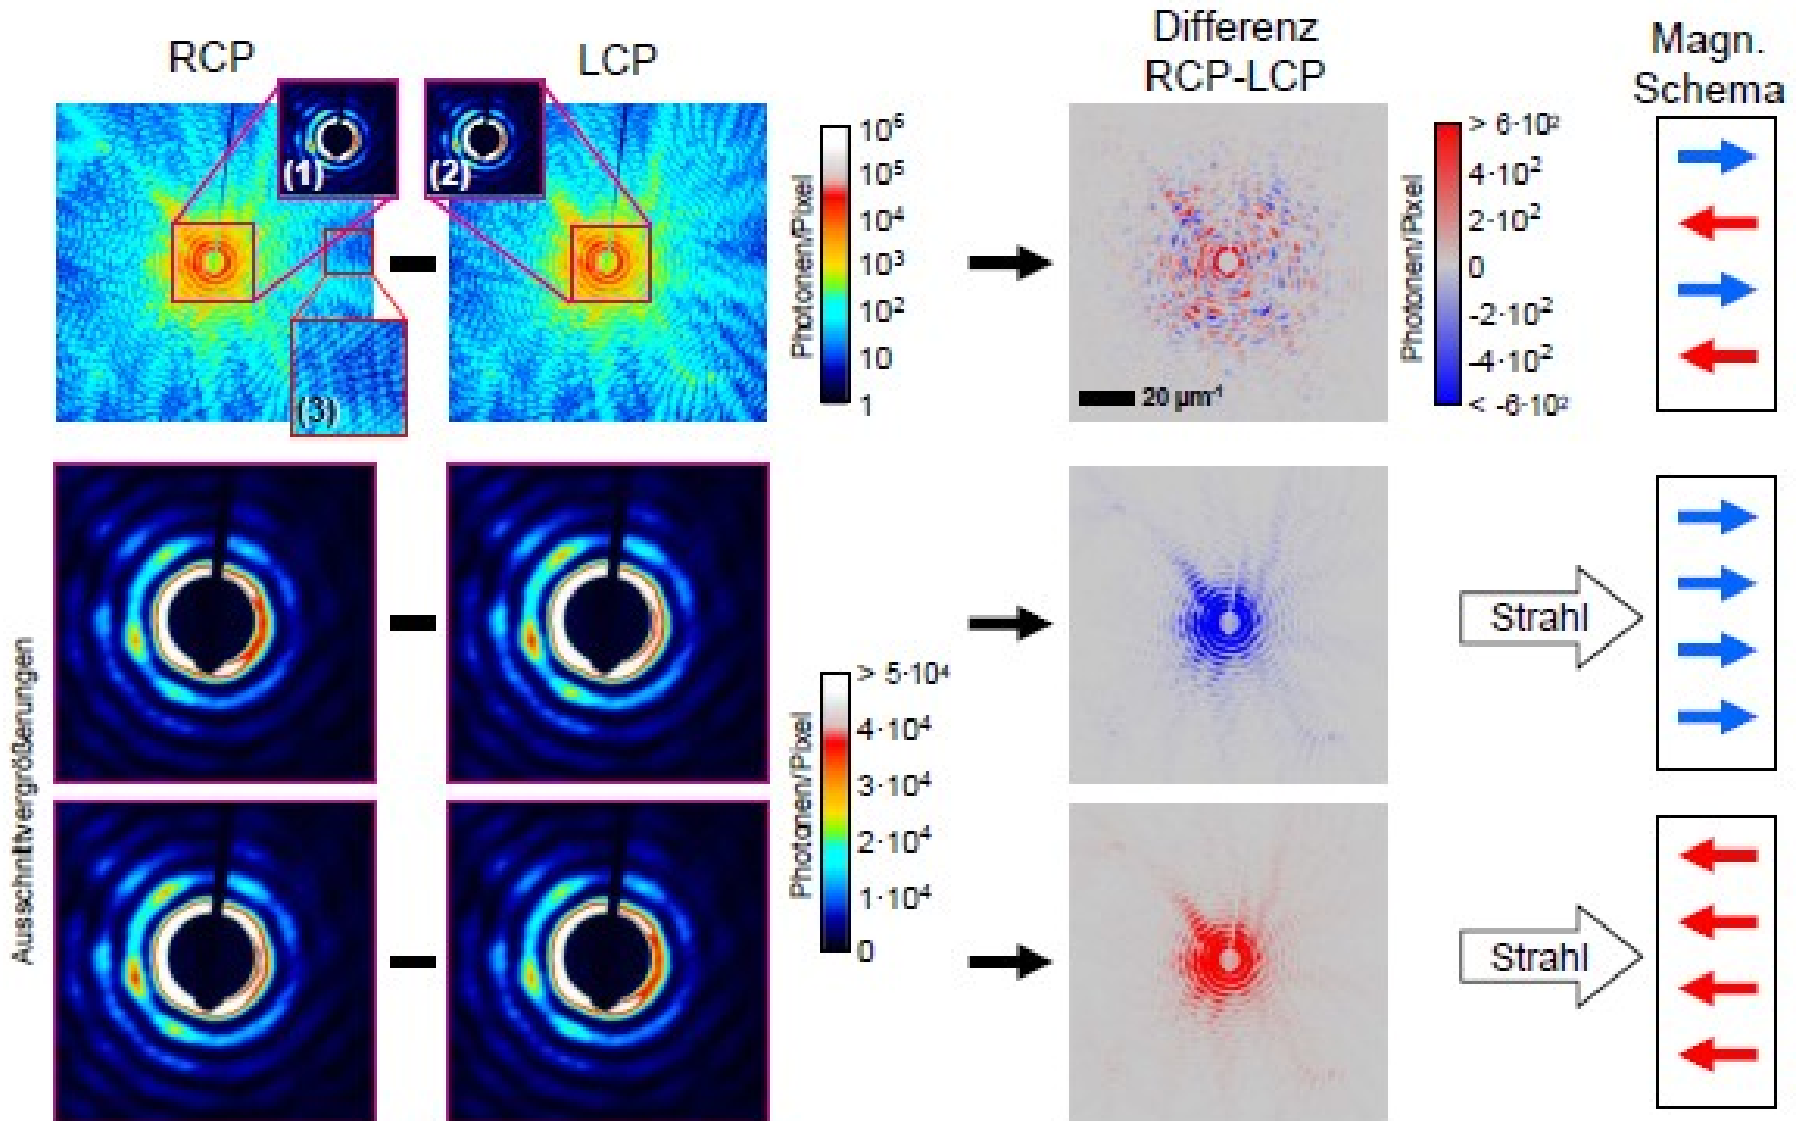 RCP
LCP
Differenz
RCP-LCP
Magn.
Schema
(1)
(2)
(3)
Photonen/Pixel
10⁶
10⁵
10⁴
10³
10²
10
1
20 µm⁻¹
Photonen/Pixel
> 6·10²
4·10²
2·10²
0
-2·10²
-4·10²
< -6·10²
Ausschnittvergrößerungen
Photonen/Pixel
> 5·10⁴
4·10⁴
3·10⁴
2·10⁴
1·10⁴
0
Strahl
Strahl